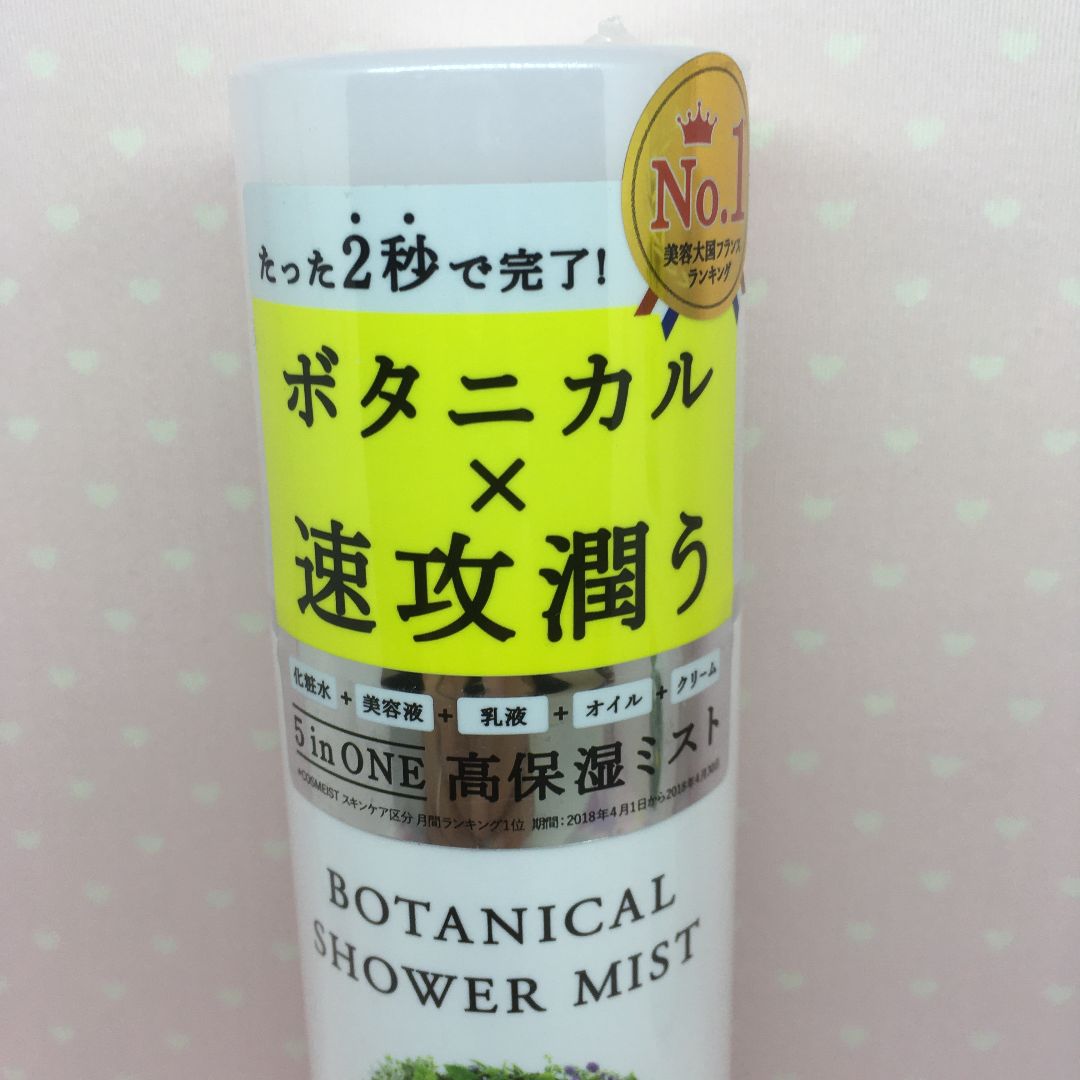 No.1
美容大国フランス
ランキング
たった2秒で完了!
ボタニカル
×
速攻潤う
化粧水+美容液+乳液+オイル+クリーム
5 in ONE 高保湿ミスト
*COSMEIST スキンケア区分 月間ランキング1位 期間:2018年4月1日から2018年4月30日
BOTANICAL
SHOWER MIST